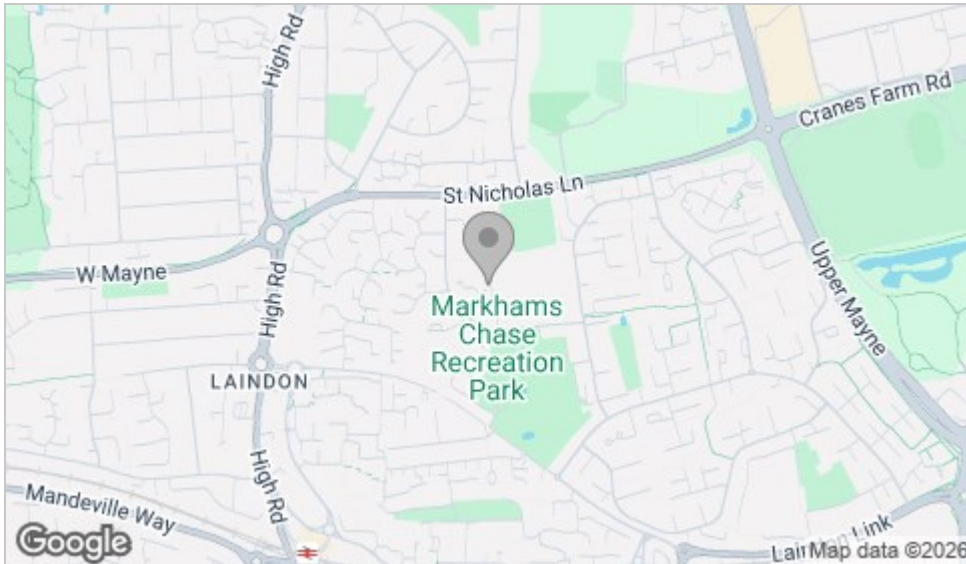 High Rd
Cranes Farm Rd
St Nicholas Ln
W Mayne
High Rd
Upper Mayne
Markhams
Chase
Recreation
Park
LAINDON
High Rd
Mandeville Way
Google
Link
Map data ©2026